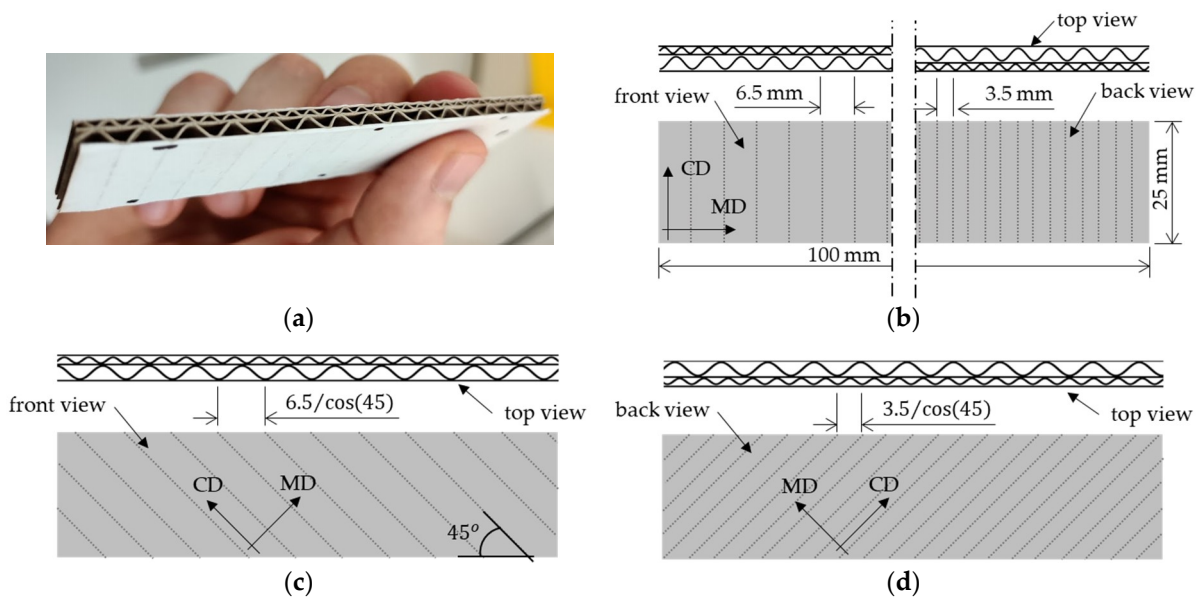 top view
6.5 mm
3.5 mm
front view
back view
CD
MD
25 mm
100 mm
(a)
(b)
6.5/cos(45)
front view
top view
CD
MD
45°
(c)
3.5/cos(45)
back view
top view
MD
CD
(d)